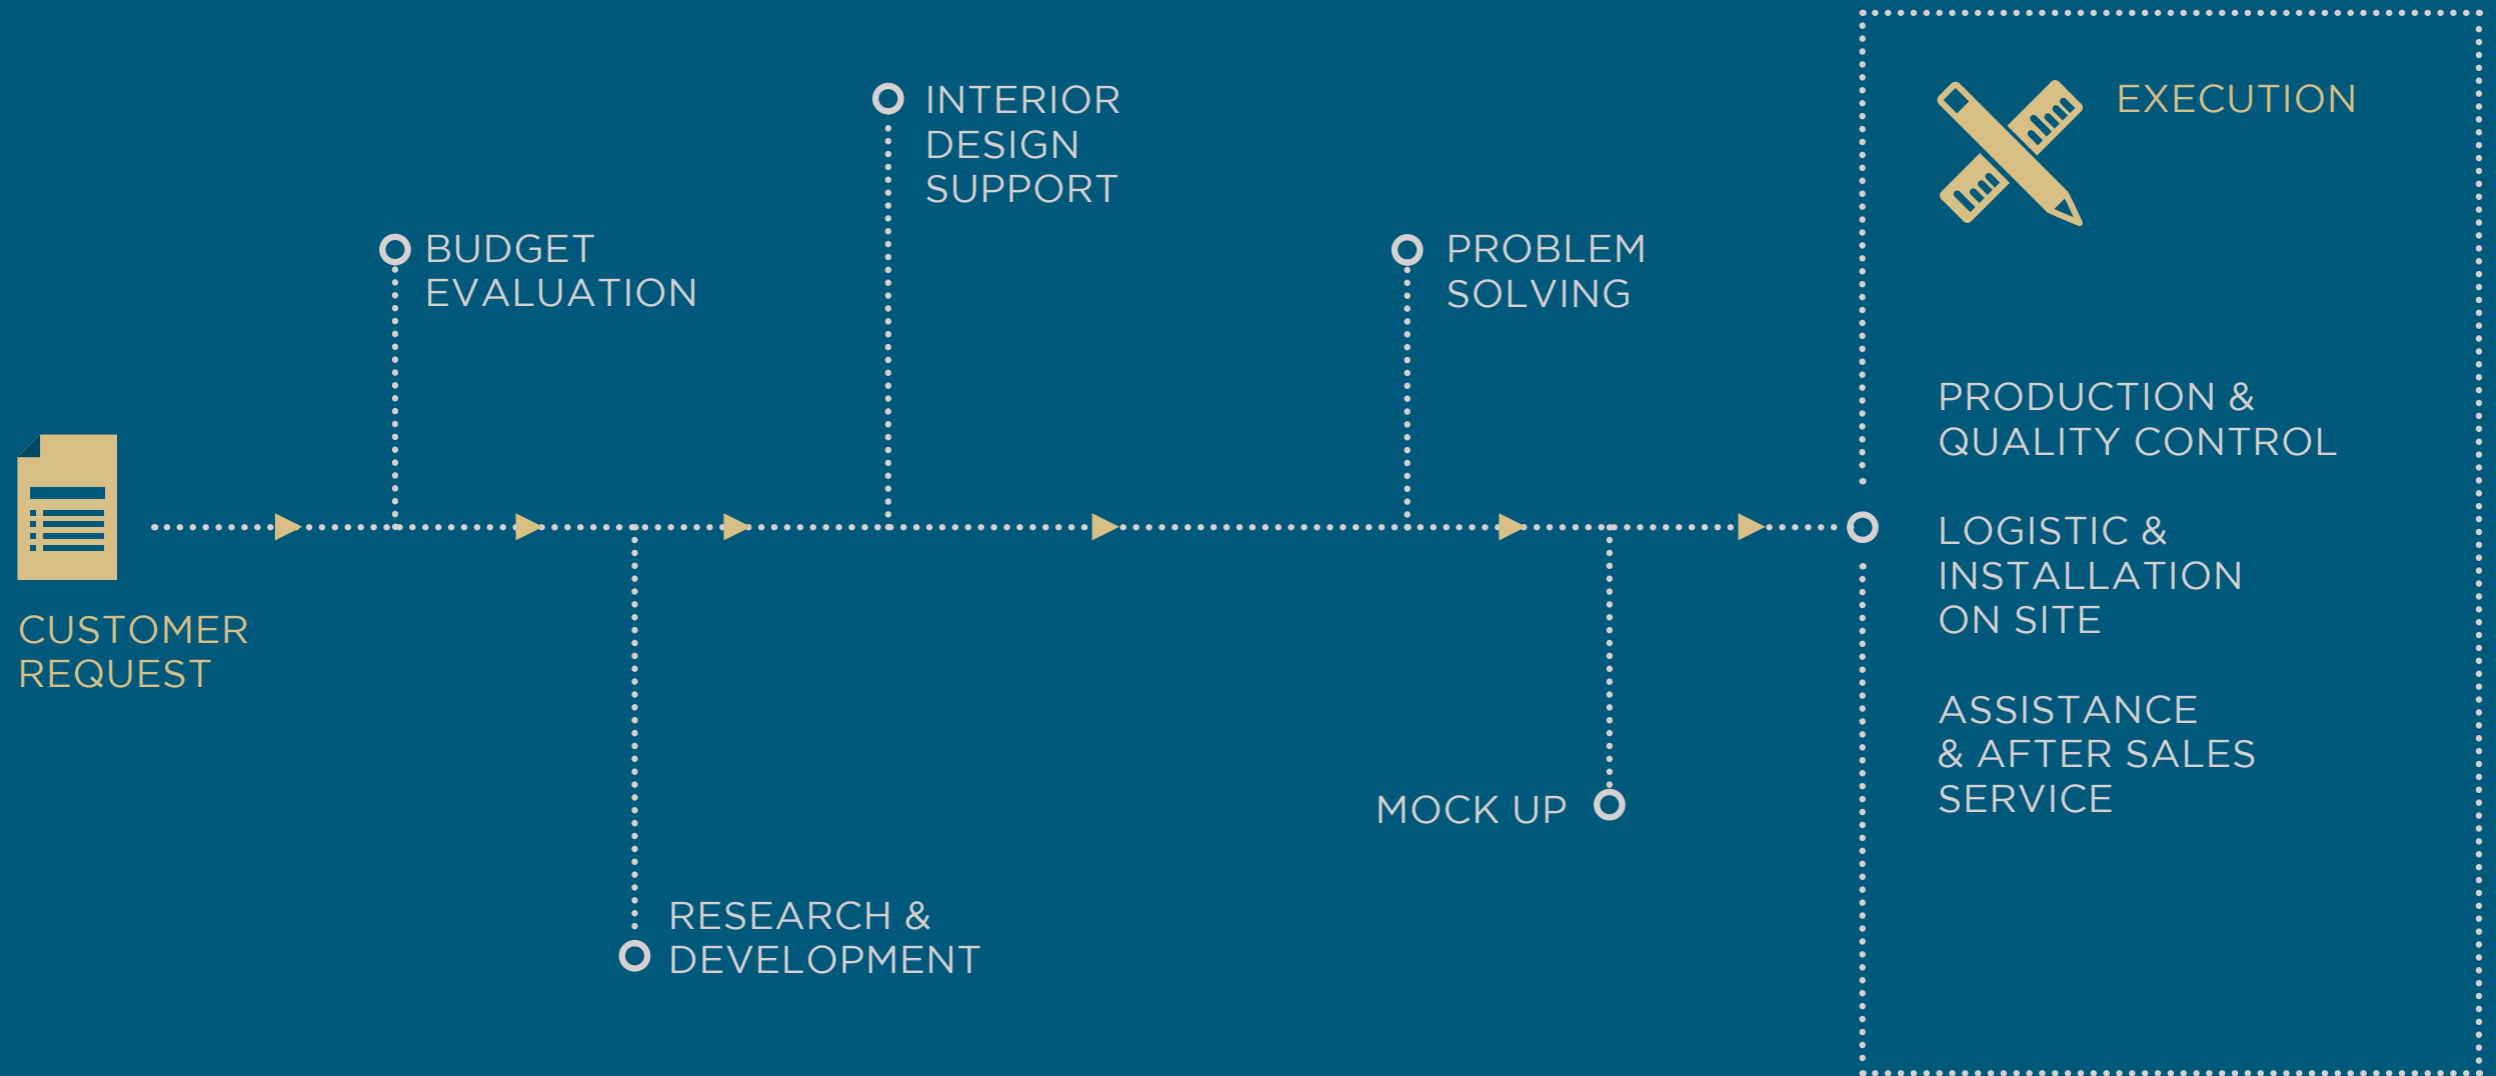 CUSTOMER
REQUEST
BUDGET
EVALUATION
RESEARCH &
DEVELOPMENT
INTERIOR
DESIGN
SUPPORT
PROBLEM
SOLVING
MOCK UP
EXECUTION
PRODUCTION &
QUALITY CONTROL
LOGISTIC &
INSTALLATION
ON SITE
ASSISTANCE
& AFTER SALES
SERVICE